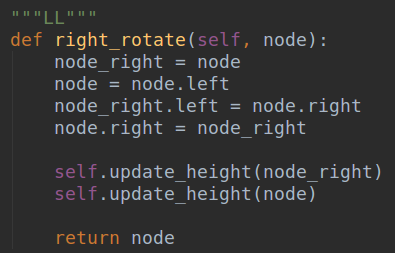 """LL"""
def right_rotate(self, node):
    node_right = node
    node = node.left
    node_right.left = node.right
    node.right = node_right

    self.update_height(node_right)
    self.update_height(node)

    return node